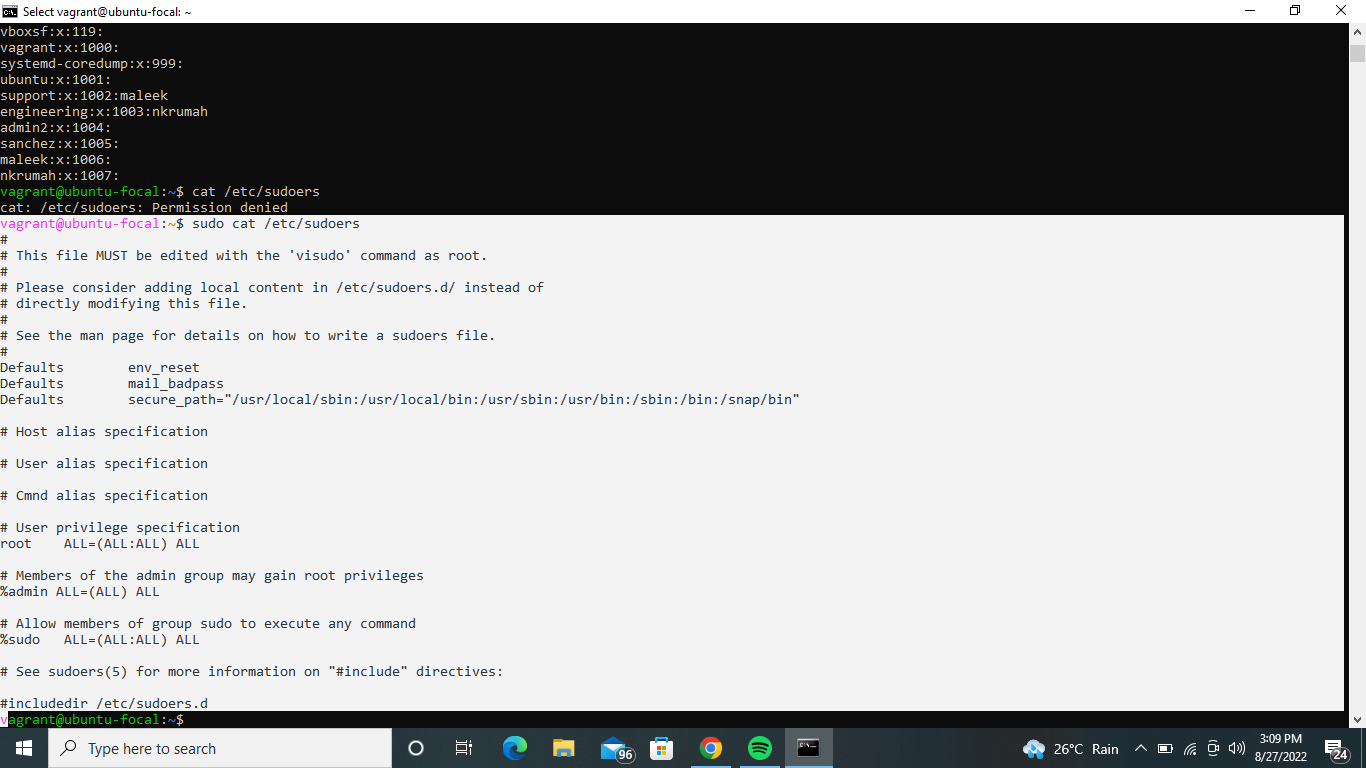 Select vagrant@ubuntu-focal: ~
vboxsf:x:119:
vagrant:x:1000:
systemd-coredump:x:999:
ubuntu:x:1001:
support:x:1002:maleek
engineering:x:1003:nkrumah
admin2:x:1004:
sanchez:x:1005:
maleek:x:1006:
nkrumah:x:1007:
vagrant@ubuntu-focal:~$ cat /etc/sudoers
cat: /etc/sudoers: Permission denied
vagrant@ubuntu-focal:~$ sudo cat /etc/sudoers
#
# This file MUST be edited with the 'visudo' command as root.
#
# Please consider adding local content in /etc/sudoers.d/ instead of
# directly modifying this file.
#
# See the man page for details on how to write a sudoers file.
#
Defaults        env_reset
Defaults        mail_badpass
Defaults        secure_path="/usr/local/sbin:/usr/local/bin:/usr/sbin:/usr/bin:/sbin:/bin:/snap/bin"
# Host alias specification
# User alias specification
# Cmnd alias specification
# User privilege specification
root    ALL=(ALL:ALL) ALL
# Members of the admin group may gain root privileges
%admin ALL=(ALL) ALL
# Allow members of group sudo to execute any command
%sudo   ALL=(ALL:ALL) ALL
# See sudoers(5) for more information on "#include" directives:
#includedir /etc/sudoers.d
vagrant@ubuntu-focal:~$
Type here to search
96
26°C Rain
3:09 PM
8/27/2022
24